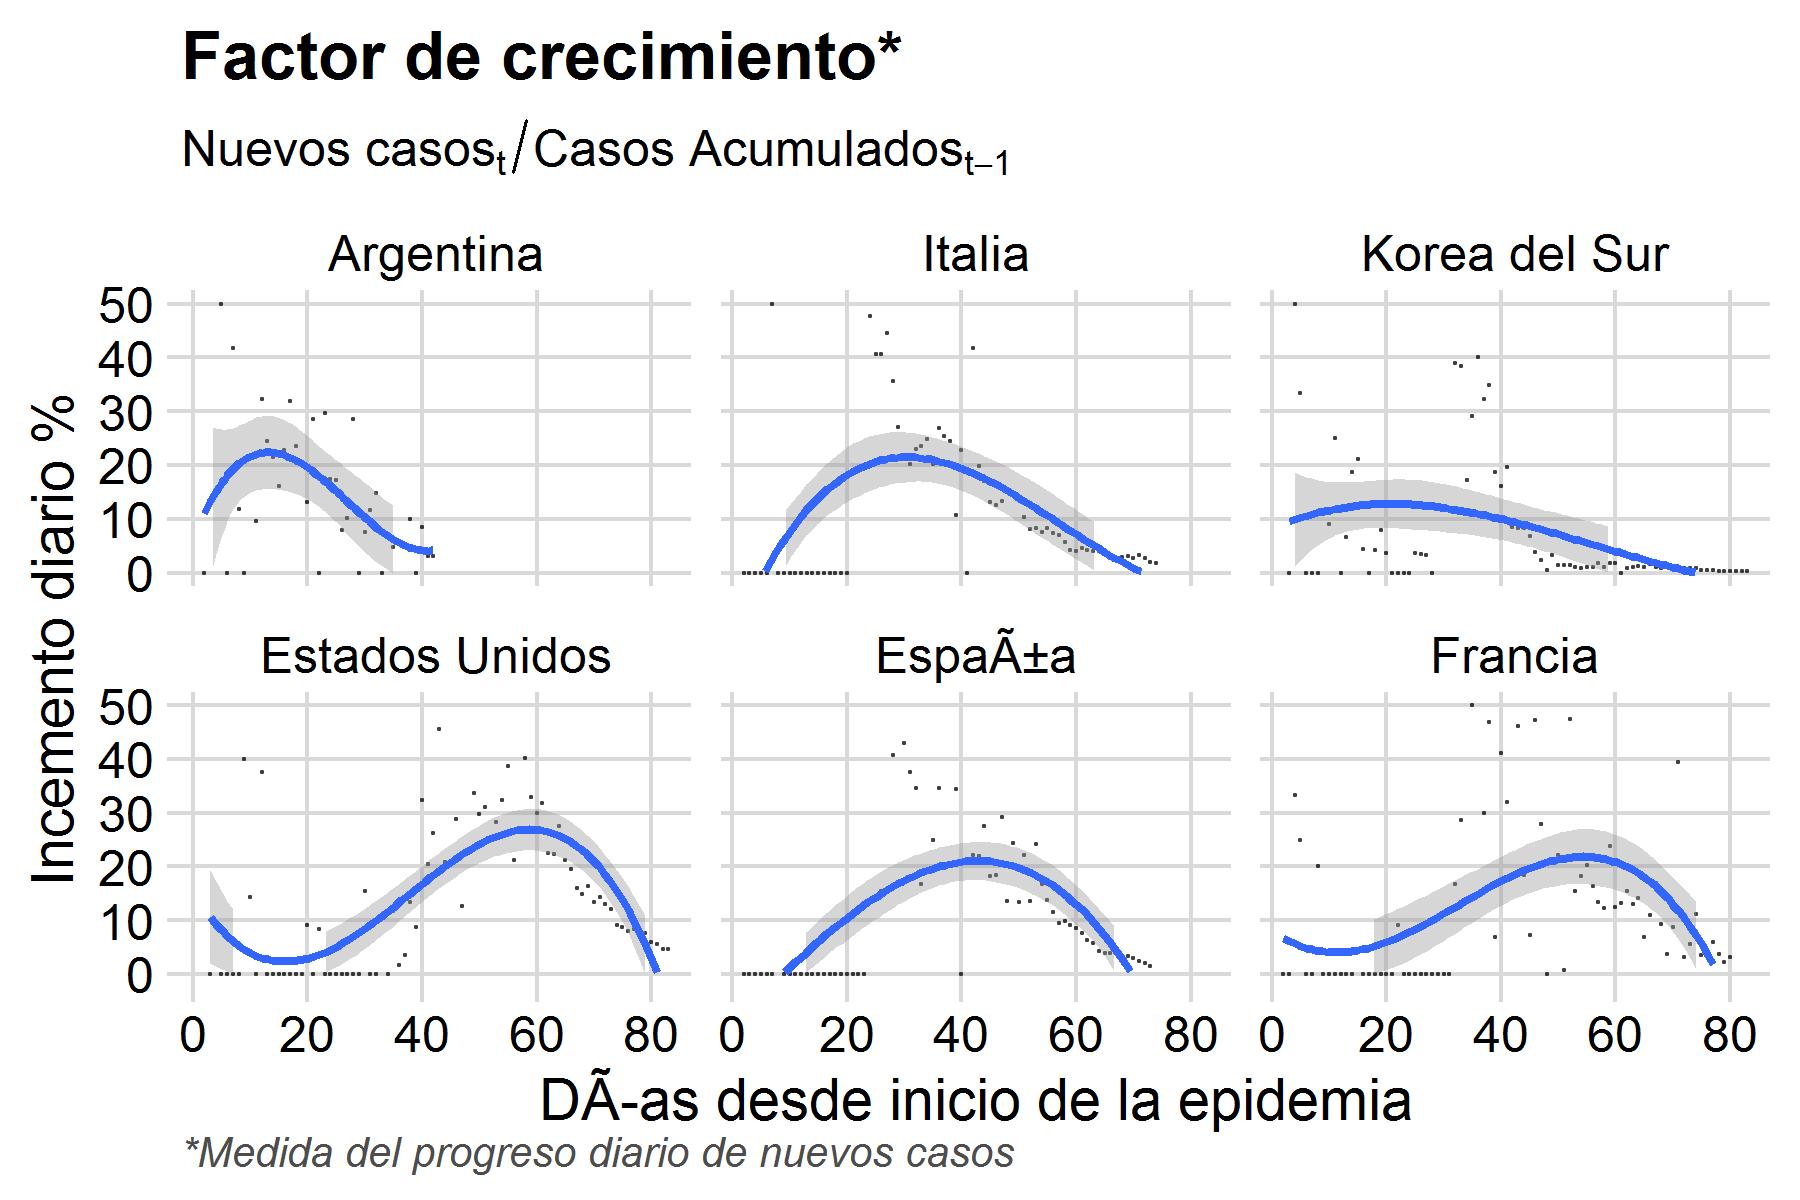 Factor de crecimiento*
Nuevos casosₜ/Casos Acumuladosₜ₋₁
Argentina Italia Korea del Sur
50
40
30
20
10
0
Incemento diario %
Estados Unidos EspaÃ±a Francia
50
40
30
20
10
0
0 20 40 60 80 0 20 40 60 80 0 20 40 60 80
DÃ-as desde inicio de la epidemia
*Medida del progreso diario de nuevos casos